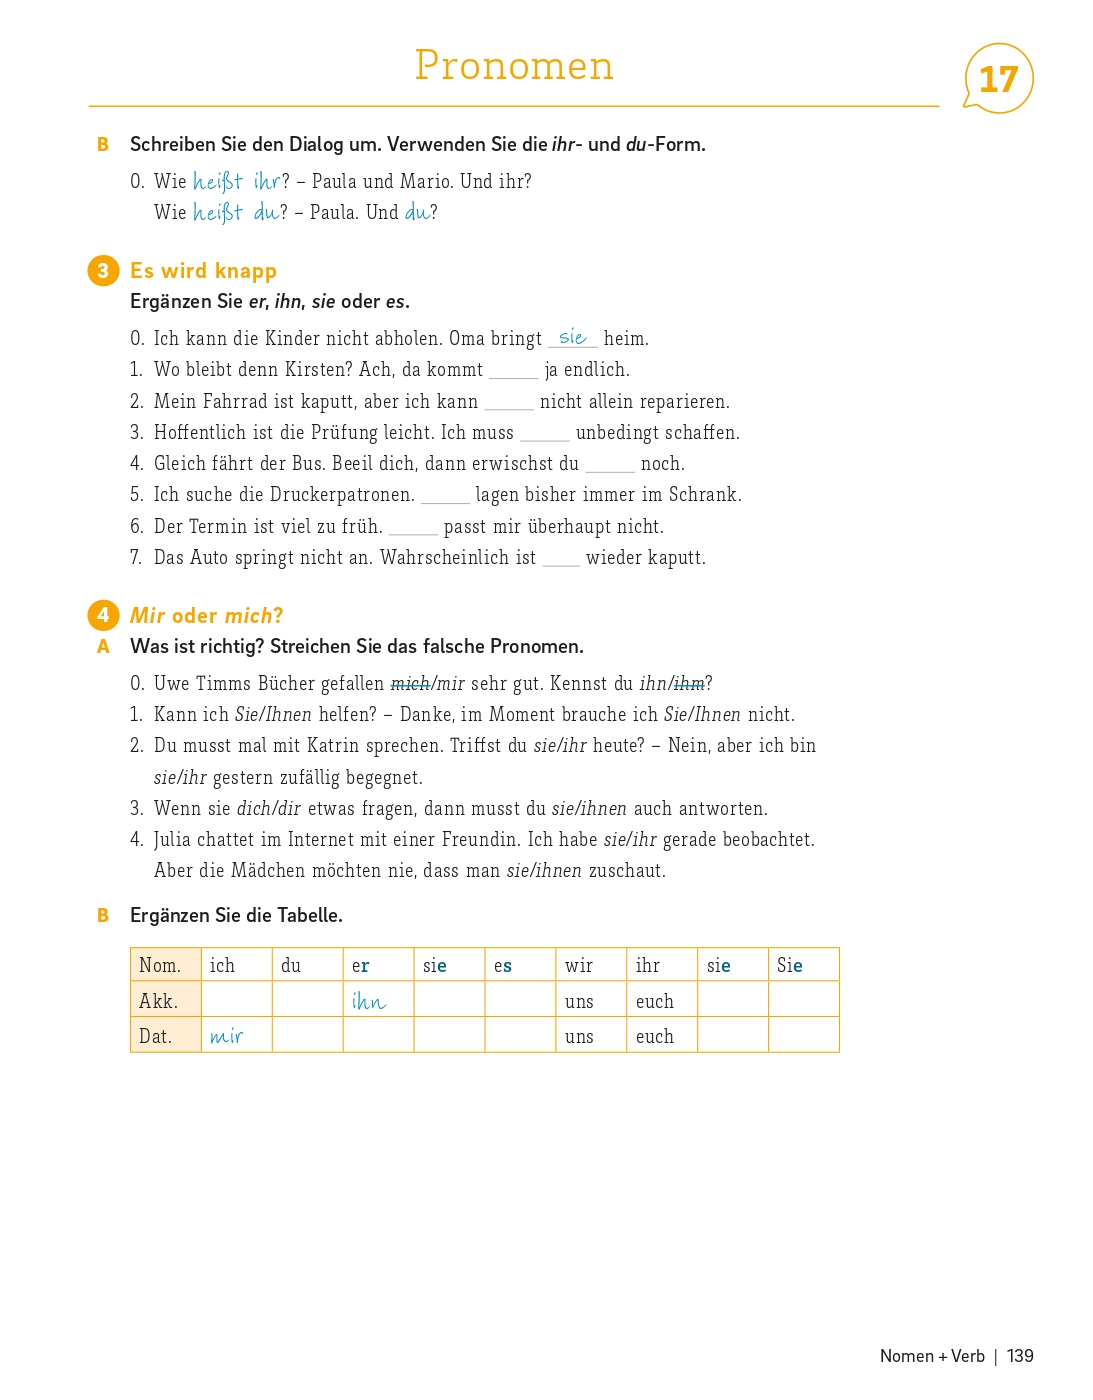 Pronomen
17
B Schreiben Sie den Dialog um. Verwenden Sie die ihr- und du-Form.
0. Wie heißt ihr? – Paula und Mario. Und ihr?
Wie heißt du? – Paula. Und du?
3 Es wird knapp
Ergänzen Sie er, ihn, sie oder es.
0. Ich kann die Kinder nicht abholen. Oma bringt sie heim.
1. Wo bleibt denn Kirsten? Ach, da kommt _____ ja endlich.
2. Mein Fahrrad ist kaputt, aber ich kann _____ nicht allein reparieren.
3. Hoffentlich ist die Prüfung leicht. Ich muss _____ unbedingt schaffen.
4. Gleich fährt der Bus. Beeil dich, dann erwischst du _____ noch.
5. Ich suche die Druckerpatronen. _____ lagen bisher immer im Schrank.
6. Der Termin ist viel zu früh. _____ passt mir überhaupt nicht.
7. Das Auto springt nicht an. Wahrscheinlich ist ____ wieder kaputt.
4 Mir oder mich?
A Was ist richtig? Streichen Sie das falsche Pronomen.
0. Uwe Timms Bücher gefallen mich/mir sehr gut. Kennst du ihn/ihm?
1. Kann ich Sie/Ihnen helfen? – Danke, im Moment brauche ich Sie/Ihnen nicht.
2. Du musst mal mit Katrin sprechen. Triffst du sie/ihr heute? – Nein, aber ich bin
sie/ihr gestern zufällig begegnet.
3. Wenn sie dich/dir etwas fragen, dann musst du sie/ihnen auch antworten.
4. Julia chattet im Internet mit einer Freundin. Ich habe sie/ihr gerade beobachtet.
Aber die Mädchen möchten nie, dass man sie/ihnen zuschaut.
B Ergänzen Sie die Tabelle.
Nom. ich du er sie es wir ihr sie Sie
Akk. ihn uns euch
Dat. mir uns euch
Nomen + Verb | 139